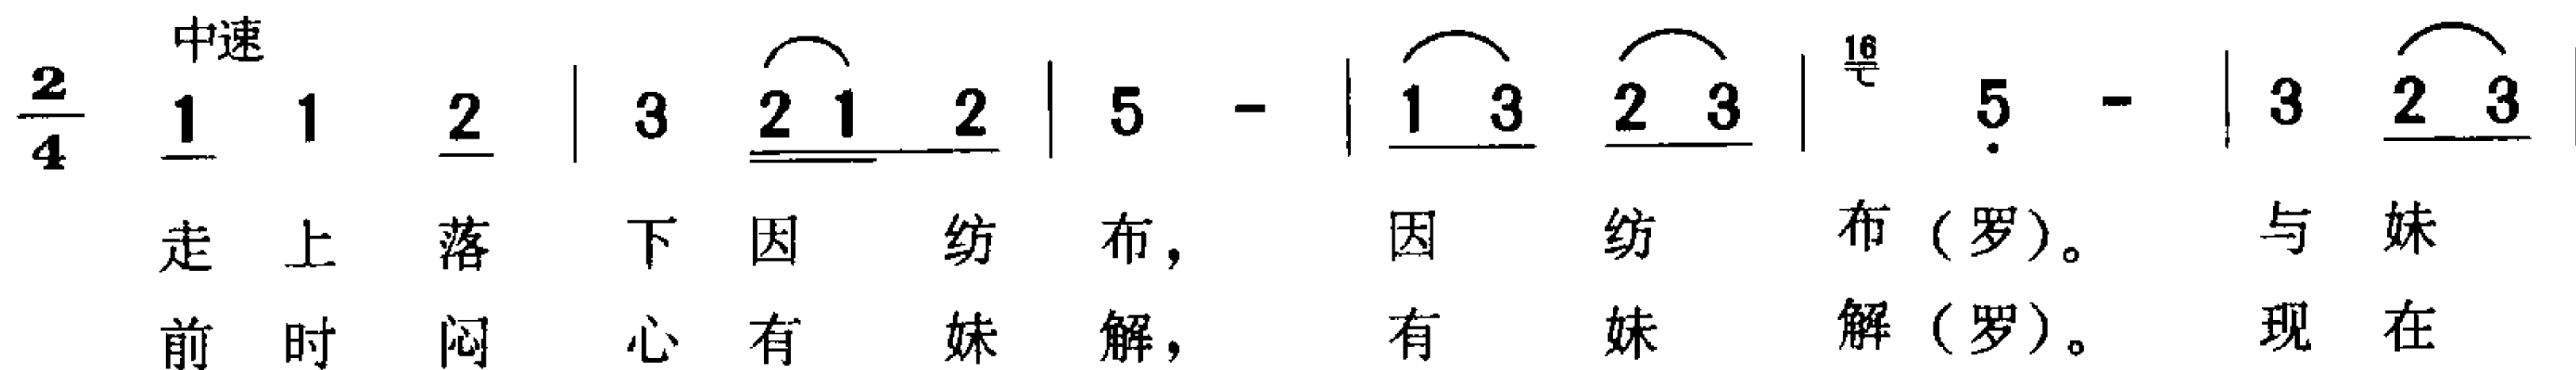 中速
2/4 1 1 2 | 3 2 1 2 | 5 - | 1 3 2 3 | 16 5 - | 3 2 3 |
走 上 落 下 因 纺 布， 因 纺 布（罗）。 与 妹
前 时 闷 心 有 妹 解， 有 妹 解（罗）。 现 在